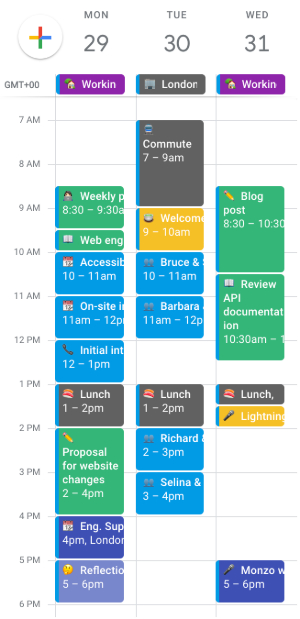 MON
TUE
WED
29
30
31
GMT+00
Workin
London
Workin
7 AM
8 AM
9 AM
10 AM
11 AM
12 PM
1 PM
2 PM
3 PM
4 PM
5 PM
6 PM
Weekly p
8:30 – 9:30a
Web eng
Accessib
10 – 11am
On-site i
11am – 12p
Initial int
12 – 1pm
Lunch
1 – 2pm
Proposal
for website
changes
2 – 4pm
Eng. Sup
4pm, London
Reflectio
5 – 6pm
Commute
7 – 9am
Welcome
9 – 10am
Bruce &
10 – 11am
Barbara
11am – 12p
Lunch
1 – 2pm
Richard &
2 – 3pm
Selina &
3 – 4pm
Blog
post
8:30 – 10:30
Review
API
documentat
ion
10:30am – 1
Lunch,
Lightnin
Monzo w
5 – 6pm